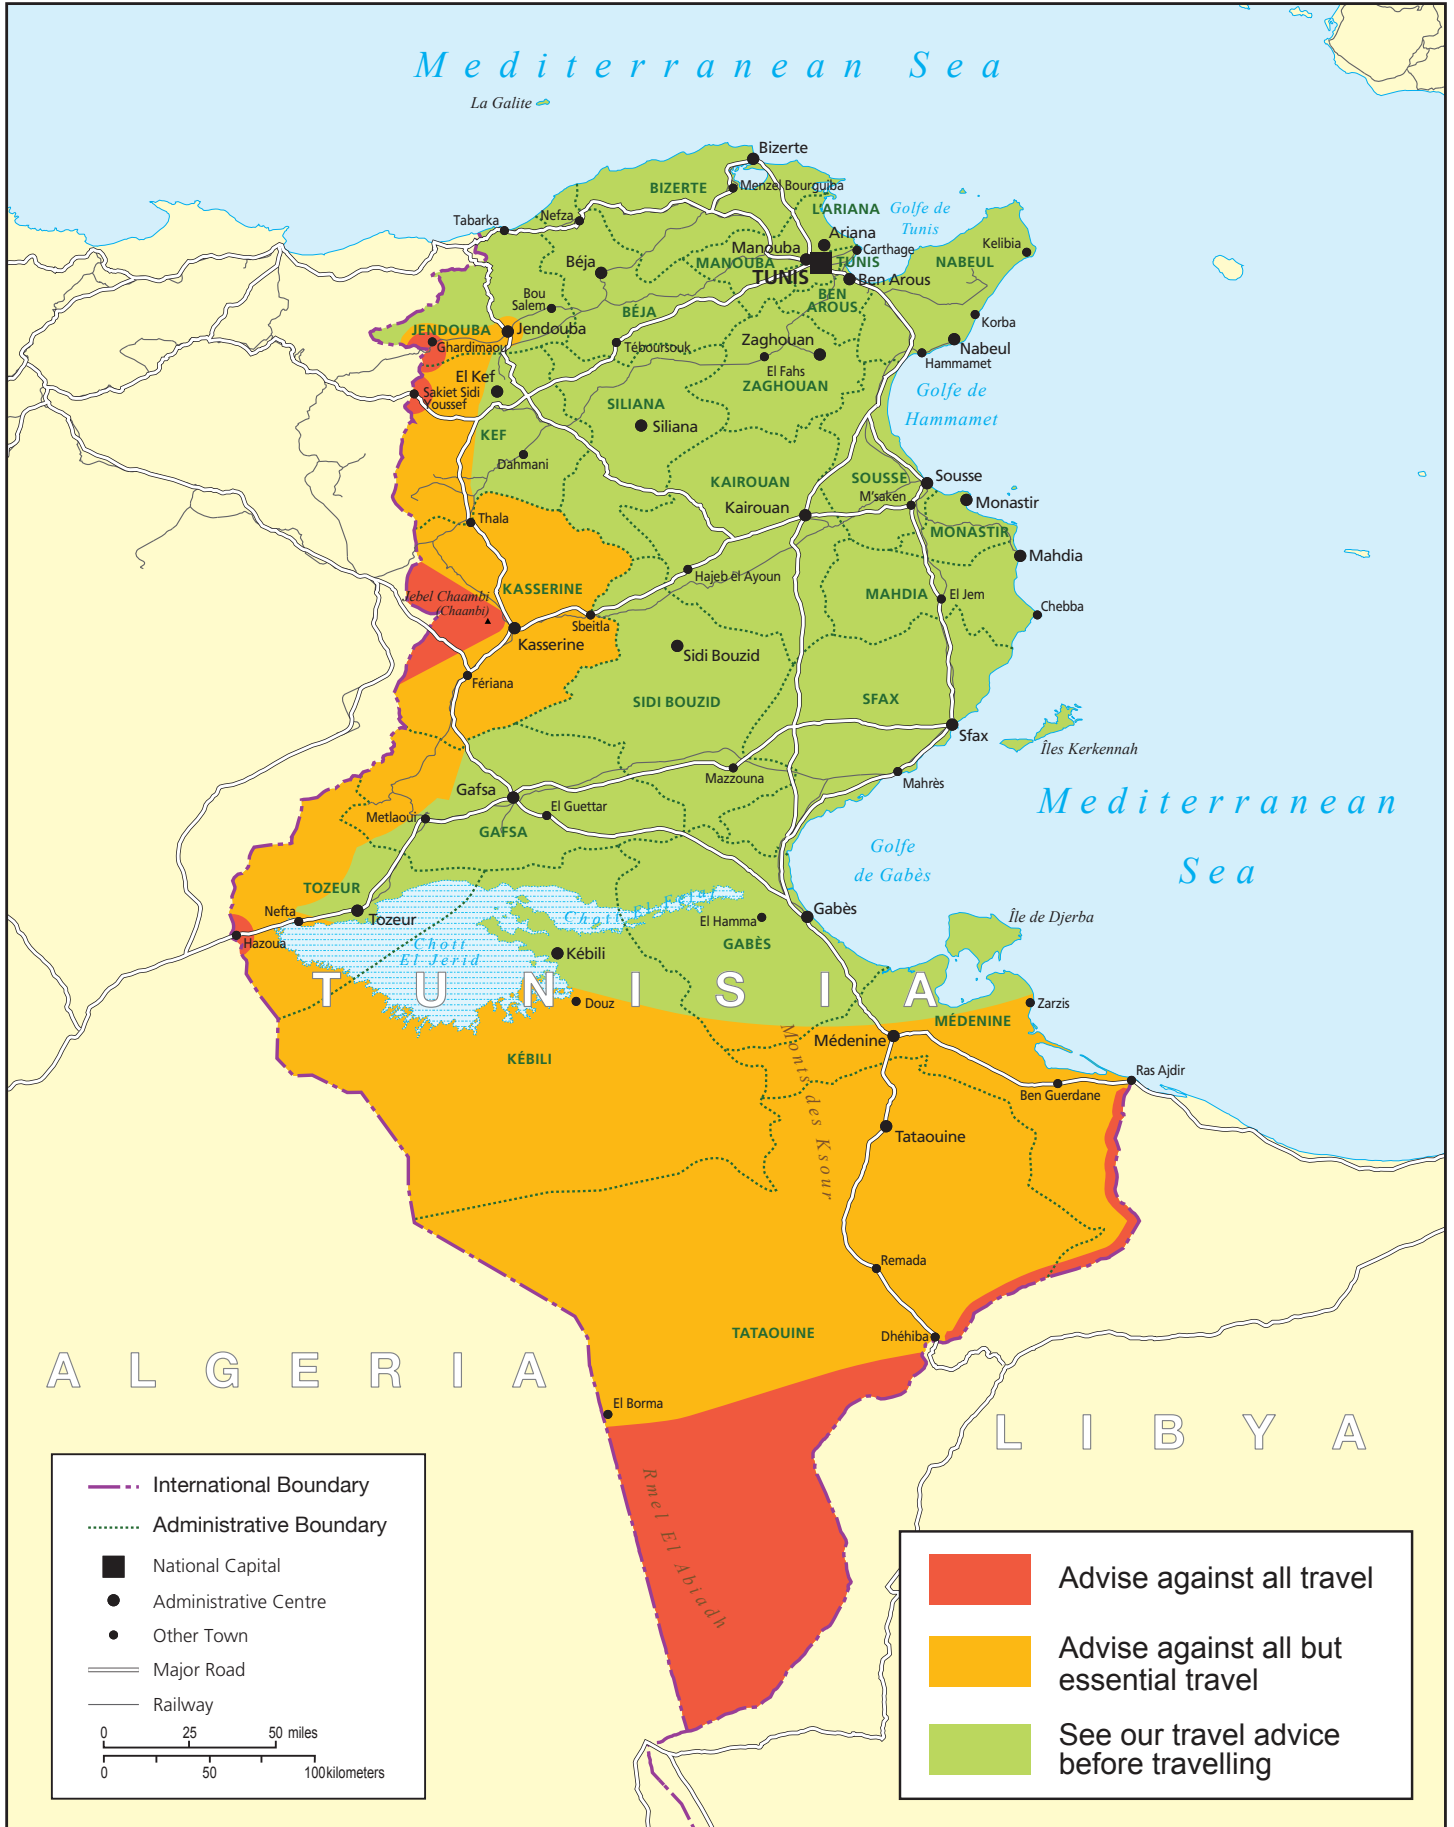 Mediterranean Sea
La Galite
Bizerte
BIZERTE
Menzel Bourguiba
L'ARIANA
Golfe de
Tunis
Tabarka
Nefza
Ariana
Carthage
Kelibia
Manouba
MANOUBA
TUNIS
TUNIS
NABEUL
Béja
Ben Arous
BEN
AROUS
Bou
Salem
BÉJA
Korba
JENDOUBA
Jendouba
Ghardimaou
Téboursouk
Zaghouan
Nabeul
El Fahs
Hammamet
El Kef
ZAGHOUAN
Golfe de
Hammamet
Sakiet Sidi
Youssef
SILIANA
Siliana
KEF
Dahmani
KAIROUAN
SOUSSE
Sousse
M'saken
Monastir
Kairouan
Thala
MONASTIR
Mahdia
Hajeb el Ayoun
KASSERINE
Jebel Chaambi
(Chaanbi)
MAHDIA
El Jem
Chebba
Sbeitla
Kasserine
Sidi Bouzid
Fériana
SIDI BOUZID
SFAX
Sfax
Îles Kerkennah
Mazzouna
Mahrès
Gafsa
El Guettar
Metlaoui
GAFSA
Mediterranean
Sea
Golfe
de Gabès
TOZEUR
Nefta
Tozeur
Chott El Fejaj
El Hamma
Gabès
Île de Djerba
Hazoua
Chott
El Jerid
Kébili
GABÈS
TUNISIA
Douz
Zarzis
MÉDENINE
Médenine
KÉBILI
Monts des Ksour
Ras Ajdir
Ben Guerdane
Tataouine
Remada
TATAOUINE
Dhéhiba
ALGERIA
El Borma
LIBYA
Rmel El Abiadh
International Boundary
Administrative Boundary
National Capital
Administrative Centre
Other Town
Major Road
Railway
0 25 50 miles
0 50 100kilometers
Advise against all travel
Advise against all but
essential travel
See our travel advice
before travelling